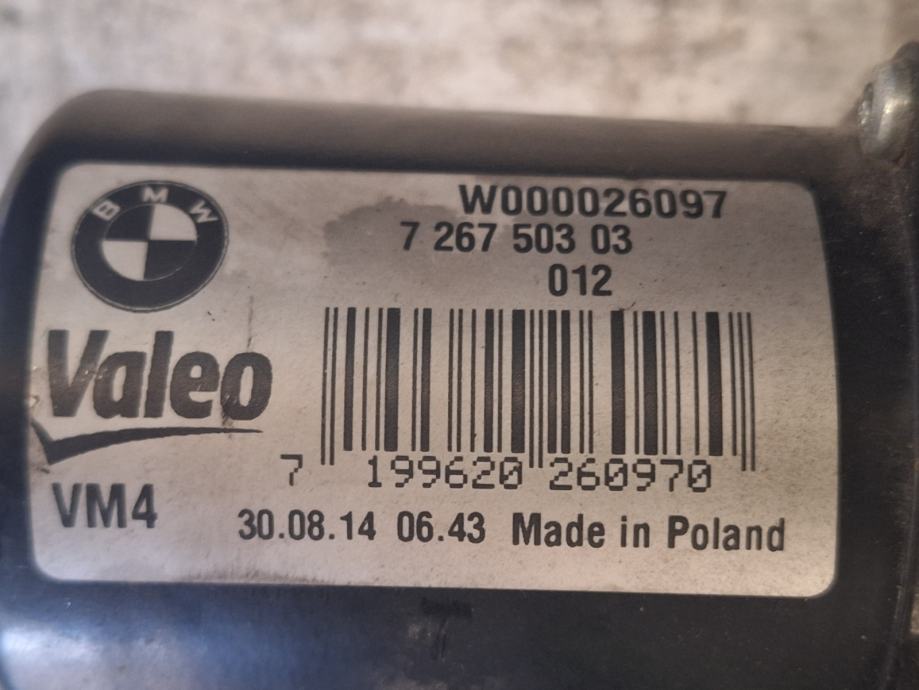 BMW
W000026097
7 267 503 03
012
Valeo
7 199620 260970
VM4
30.08.14 06.43 Made in Poland